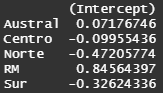 (Intercept)
Austral 0.07176746
Centro -0.09955436
Norte -0.47205774
RM 0.84564397
Sur -0.32624336